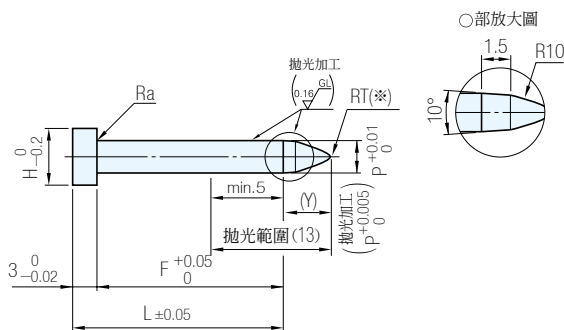 ○部放大圖
1.5
R10
10°
拋光加工
(0.16 GL)
Ra
RT(※)
H 0 −0.2
P +0.01 0
(拋光加工 P +0.005 0)
min.5
(Y)
拋光範圍(13)
3 0 −0.02
F +0.05 0
L ±0.05